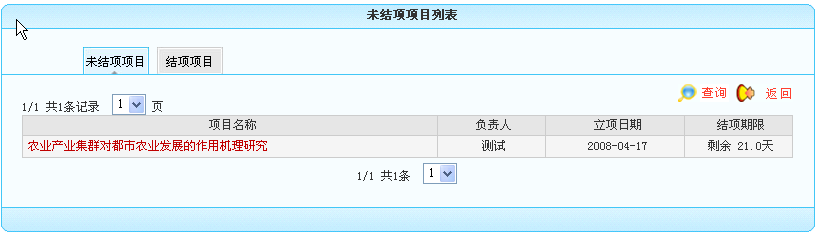 未结项项目列表
未结项项目 结项项目
查询 返回
1/1 共1条记录 1 页
项目名称 负责人 立项日期 结项期限
农业产业集群对都市农业发展的作用机理研究 测试 2008-04-17 剩余 21.0天
1/1 共1条 1